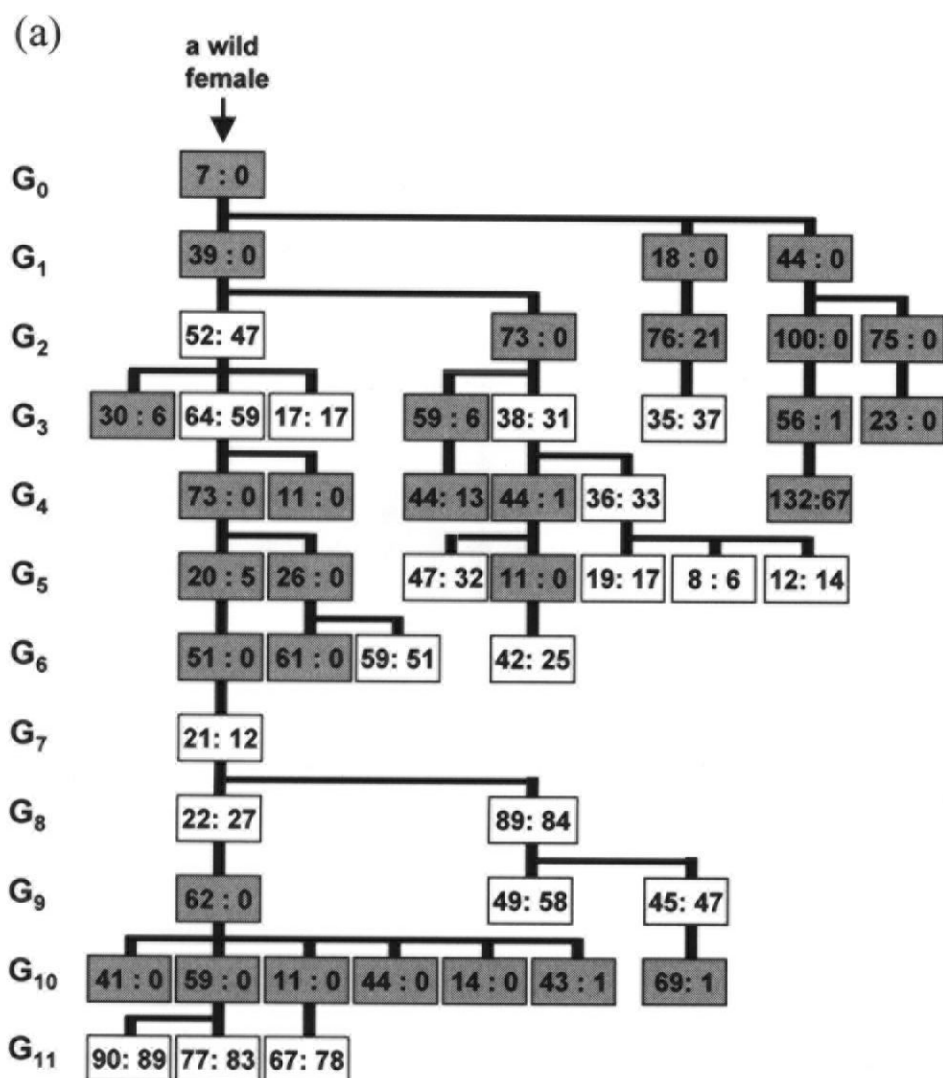 (a)
a wild
female
G0 7 : 0
G1 39 : 0 18 : 0 44 : 0
G2 52: 47 73: 0 76: 21 100: 0 75: 0
G3 30 : 6 64: 59 17: 17 59 : 6 38: 31 35: 37 56 : 1 23 : 0
G4 73: 0 11 : 0 44: 13 44 : 1 36: 33 132:67
G5 20 : 5 26 : 0 47: 32 11 : 0 19: 17 8 : 6 12: 14
G6 51 : 0 61 : 0 59: 51 42: 25
G7 21: 12
G8 22: 27 89: 84
G9 62 : 0 49: 58 45: 47
G10 41 : 0 59 : 0 11 : 0 44 : 0 14 : 0 43 : 1 69: 1
G11 90: 89 77: 83 67: 78